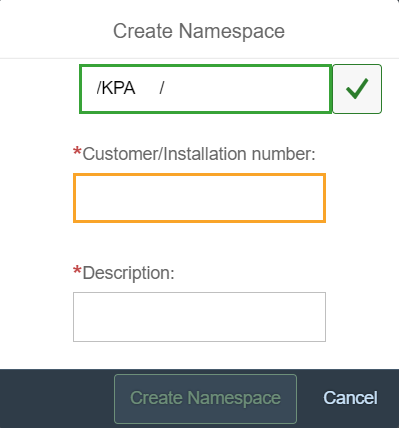 Create Namespace
/KPA /
*Customer/Installation number:
*Description:
Create Namespace Cancel